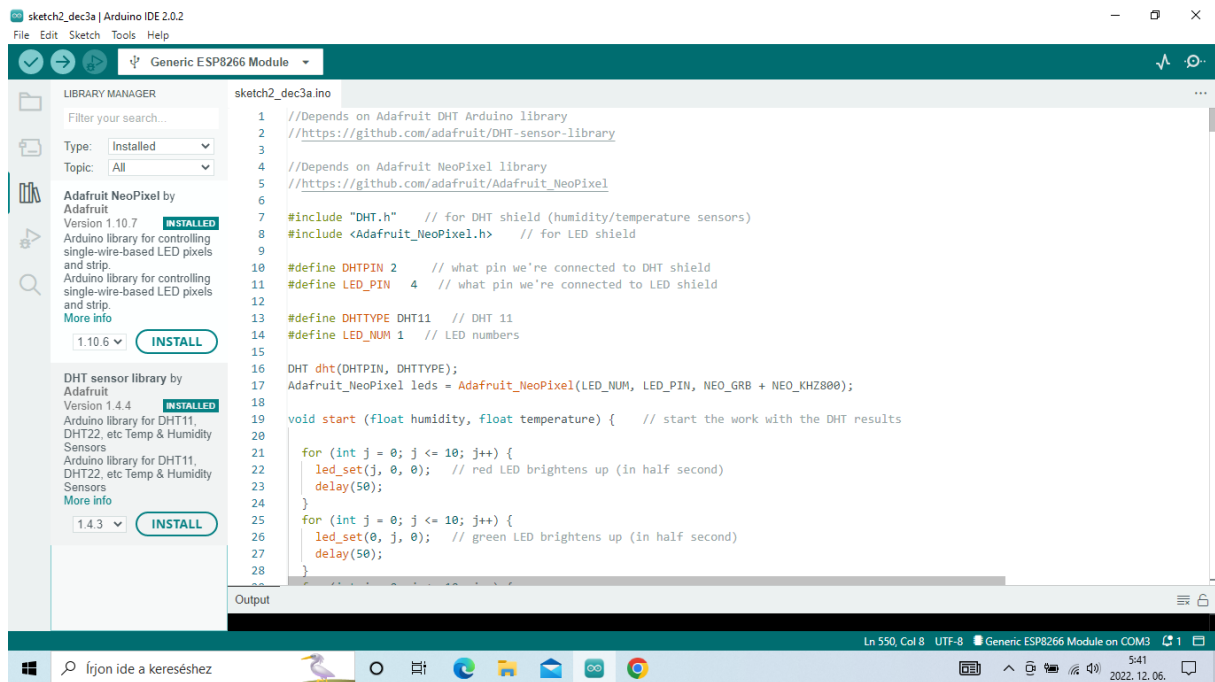 sketch2_dec3a | Arduino IDE 2.0.2
File Edit Sketch Tools Help
Generic ESP8266 Module
LIBRARY MANAGER
Filter your search...
Type: Installed
Topic: All
Adafruit NeoPixel by
Adafruit
Version 1.10.7 INSTALLED
Arduino library for controlling
single-wire-based LED pixels
and strip.
Arduino library for controlling
single-wire-based LED pixels
and strip.
More info
1.10.6 INSTALL
DHT sensor library by
Adafruit
Version 1.4.4 INSTALLED
Arduino library for DHT11,
DHT22, etc Temp & Humidity
Sensors
Arduino library for DHT11,
DHT22, etc Temp & Humidity
Sensors
More info
1.4.3 INSTALL
sketch2_dec3a.ino
1 //Depends on Adafruit DHT Arduino library
2 //https://github.com/adafruit/DHT-sensor-library
3
4 //Depends on Adafruit NeoPixel library
5 //https://github.com/adafruit/Adafruit_NeoPixel
6
7 #include "DHT.h" // for DHT shield (humidity/temperature sensors)
8 #include <Adafruit_NeoPixel.h> // for LED shield
9
10 #define DHTPIN 2 // what pin we're connected to DHT shield
11 #define LED_PIN 4 // what pin we're connected to LED shield
12
13 #define DHTTYPE DHT11 // DHT 11
14 #define LED_NUM 1 // LED numbers
15
16 DHT dht(DHTPIN, DHTTYPE);
17 Adafruit_NeoPixel leds = Adafruit_NeoPixel(LED_NUM, LED_PIN, NEO_GRB + NEO_KHZ800);
18
19 void start (float humidity, float temperature) { // start the work with the DHT results
20
21 for (int j = 0; j <= 10; j++) {
22 led_set(j, 0, 0); // red LED brightens up (in half second)
23 delay(50);
24 }
25 for (int j = 0; j <= 10; j++) {
26 led_set(0, j, 0); // green LED brightens up (in half second)
27 delay(50);
28 }
Output
Ln 550, Col 8 UTF-8 Generic ESP8266 Module on COM3 1
Írjon ide a kereséshez
5:41
2022. 12. 06.